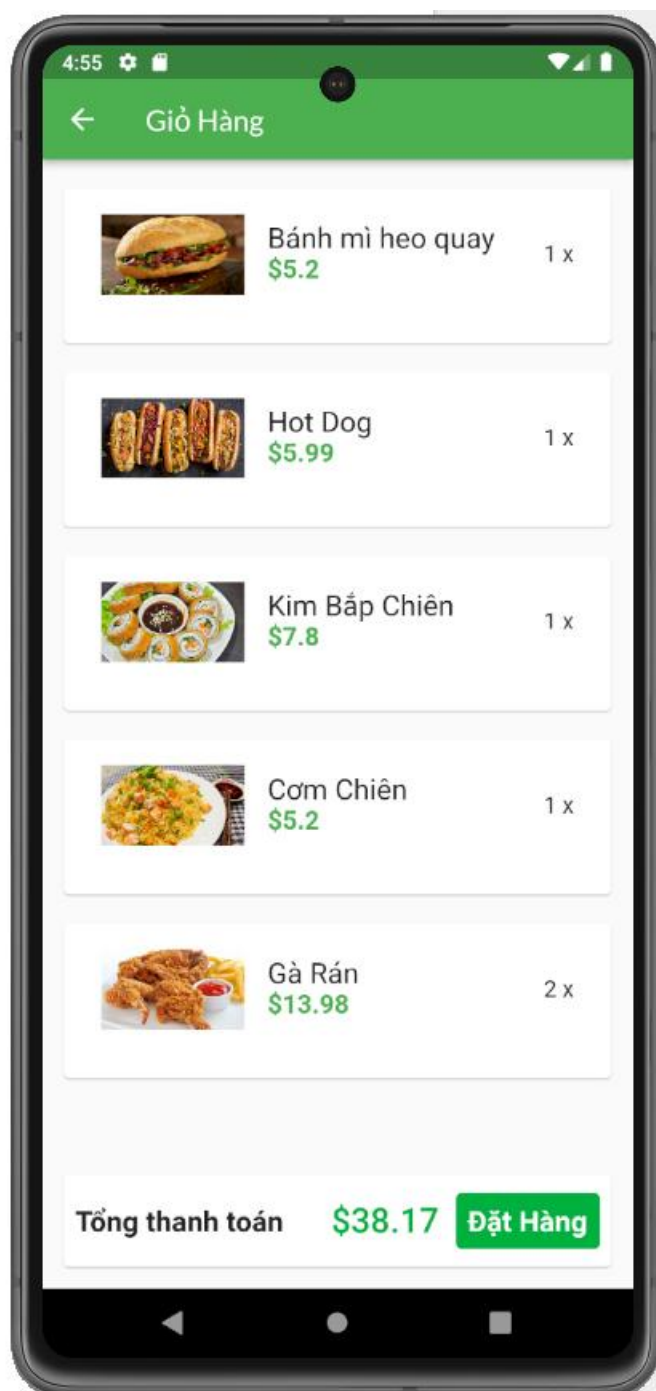 4:55
Giỏ Hàng
Bánh mì heo quay
$5.2
1 x
Hot Dog
$5.99
1 x
Kim Bắp Chiên
$7.8
1 x
Cơm Chiên
$5.2
1 x
Gà Rán
$13.98
2 x
Tổng thanh toán $38.17 Đặt Hàng